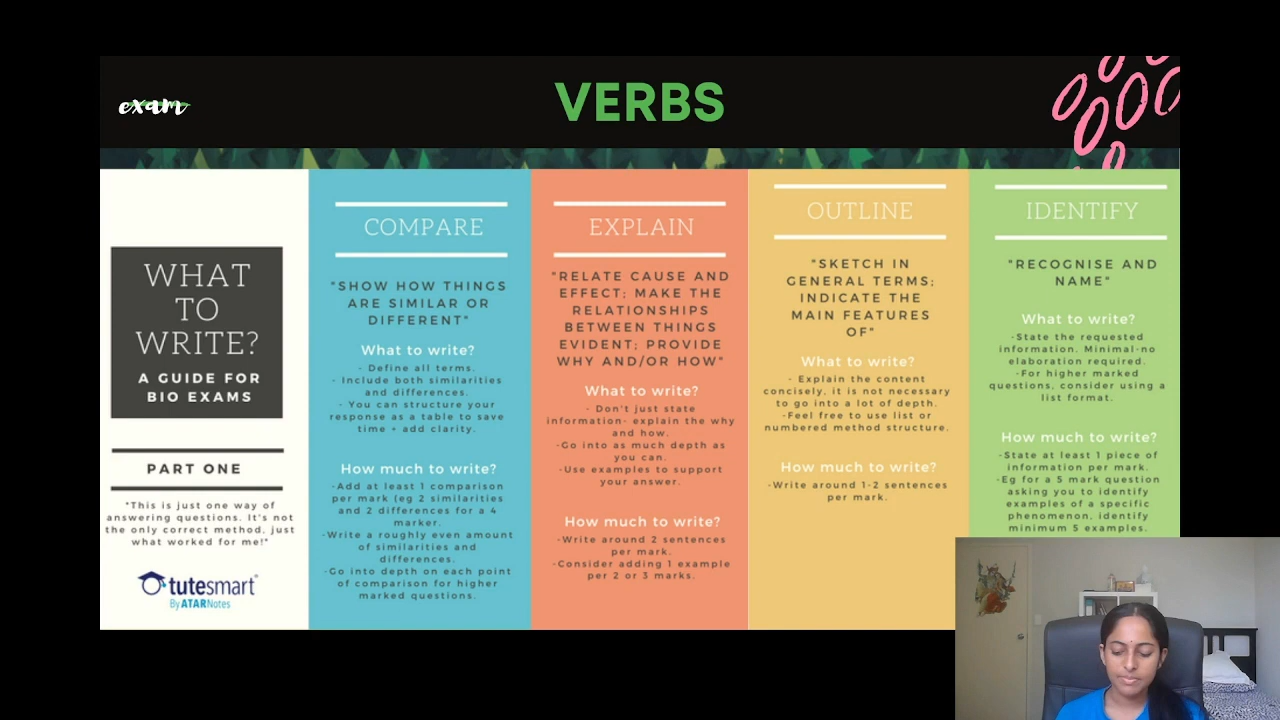 exam
VERBS
WHAT
TO
WRITE?
A GUIDE FOR
BIO EXAMS
PART ONE
"This is just one way of
answering questions. It's not
the only correct method, just
what worked for me!"
tutesmart
By ATARNotes
COMPARE
"SHOW HOW THINGS
ARE SIMILAR OR
DIFFERENT"
What to write?
- Define all terms.
- Include both similarities
and differences.
- You can structure your
response as a table to save
time + add clarity.
How much to write?
-Add at least 1 comparison
per mark (eg 2 similarities
and 2 differences for a 4
marker.
-Write a roughly even amount
of similarities and
differences.
-Go into depth on each point
of comparison for higher
marked questions.
EXPLAIN
"RELATE CAUSE AND
EFFECT; MAKE THE
RELATIONSHIPS
BETWEEN THINGS
EVIDENT; PROVIDE
WHY AND/OR HOW"
What to write?
- Don't just state
information- explain the why
and how.
-Go into as much depth as
you can.
-Use examples to support
your answer.
How much to write?
-Write around 2 sentences
per mark.
-Consider adding 1 example
per 2 or 3 marks.
OUTLINE
"SKETCH IN
GENERAL TERMS;
INDICATE THE
MAIN FEATURES
OF"
What to write?
- Explain the content
concisely, it is not necessary
to go into a lot of depth.
-Feel free to use list or
numbered method structure.
How much to write?
-Write around 1-2 sentences
per mark.
IDENTIFY
"RECOGNISE AND
NAME"
What to write?
-State the requested
information. Minimal-no
elaboration required.
-For higher marked
questions, consider using a
list format.
How much to write?
-State at least 1 piece of
information per mark.
-Eg for a 5 mark question
asking you to identify
examples of a specific
phenomenon, identify
minimum 5 examples.